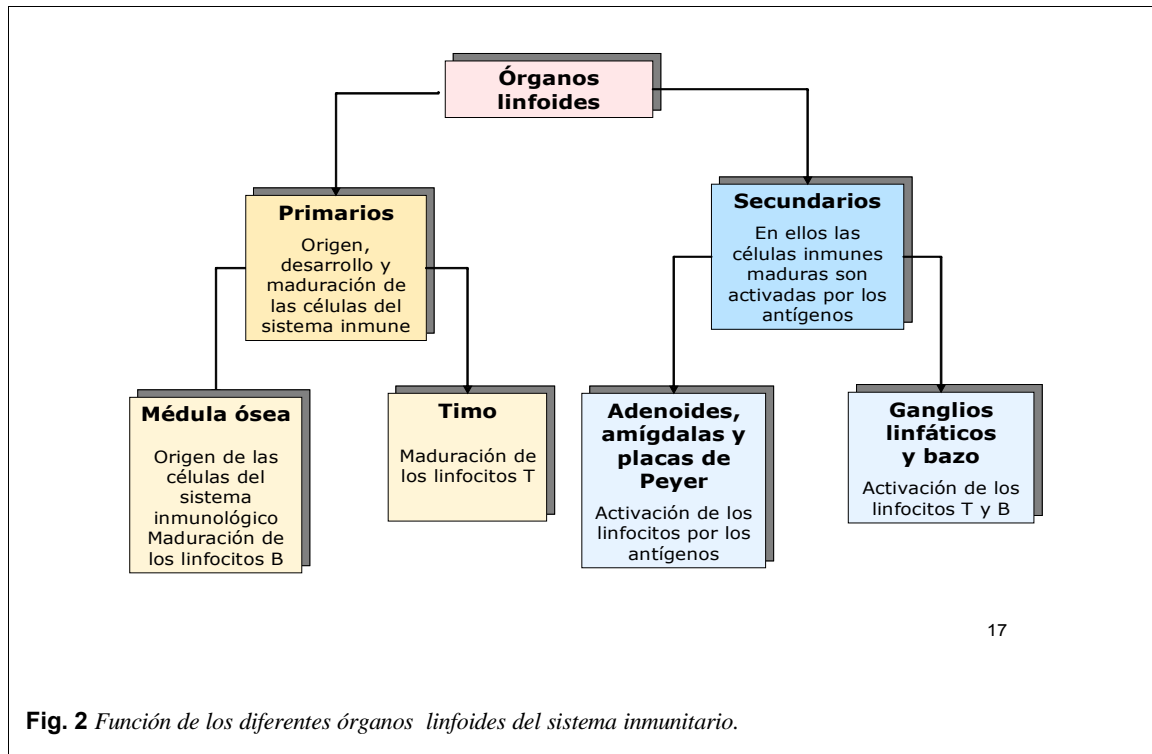 Órganos
linfoides
Primarios
Origen,
desarrollo y
maduración de
las células del
sistema inmune
Secundarios
En ellos las
células inmunes
maduras son
activadas por los
antígenos
Médula ósea
Origen de las
células del
sistema
inmunológico
Maduración de
los linfocitos B
Timo
Maduración de
los linfocitos T
Adenoides,
amígdalas y
placas de
Peyer
Activación de los
linfocitos por los
antígenos
Ganglios
linfáticos
y bazo
Activación de los
linfocitos T y B
17
Fig. 2 Función de los diferentes órganos linfoides del sistema inmunitario.